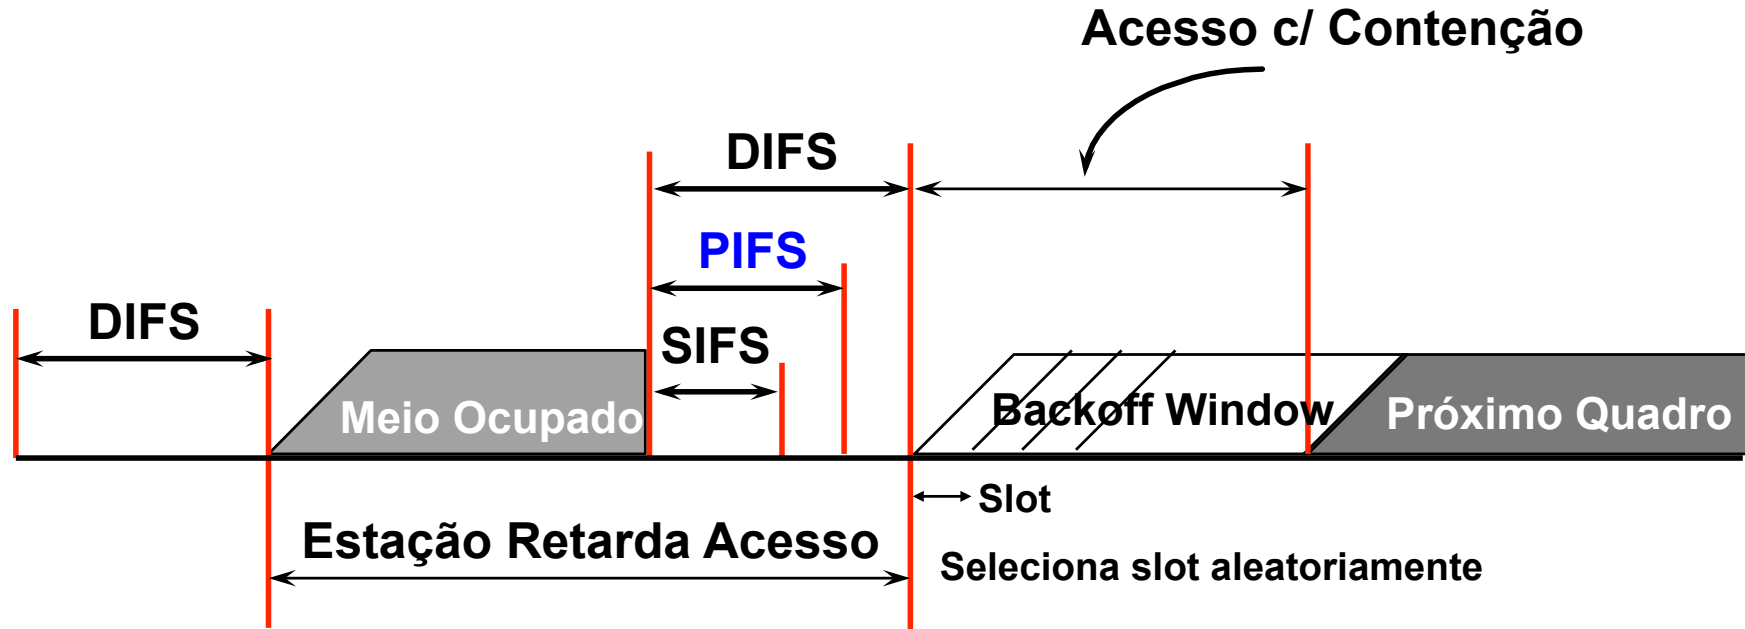 Acesso c/ Contenção
DIFS
PIFS
DIFS
SIFS
Meio Ocupado
Backoff Window
Próximo Quadro
Slot
Estação Retarda Acesso
Seleciona slot aleatoriamente